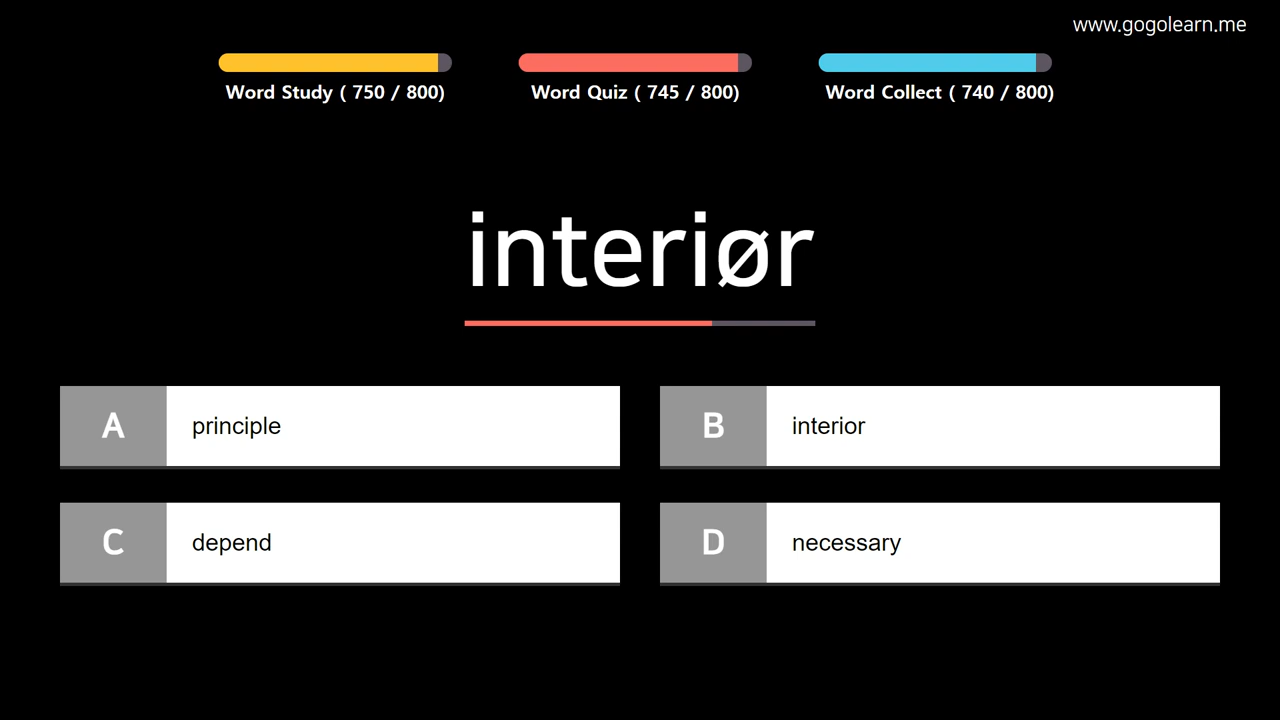 www.gogolearn.me
Word Study ( 750 / 800)
Word Quiz ( 745 / 800)
Word Collect ( 740 / 800)
interiør
A principle
B interior
C depend
D necessary